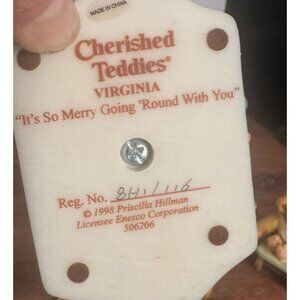 MADE IN CHINA
Cherished
Teddies®
VIRGINIA
"It's So Merry Going 'Round With You"
Reg. No. 8H1/116
© 1998 Priscilla Hillman
Licensee Enesco Corporation
506206